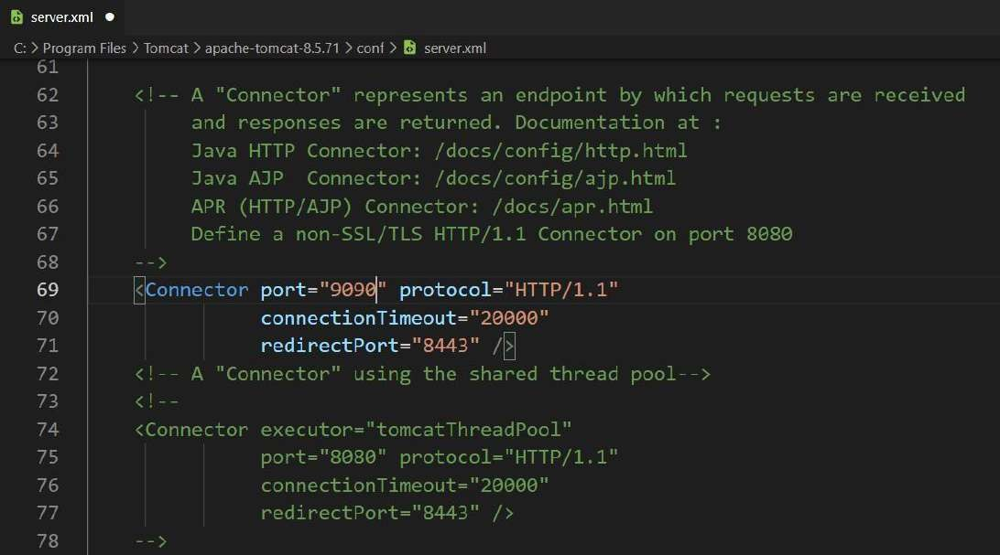 server.xml
C: > Program Files > Tomcat > apache-tomcat-8.5.71 > conf > server.xml
61
62 <!-- A "Connector" represents an endpoint by which requests are received
63 and responses are returned. Documentation at :
64 Java HTTP Connector: /docs/config/http.html
65 Java AJP  Connector: /docs/config/ajp.html
66 APR (HTTP/AJP) Connector: /docs/apr.html
67 Define a non-SSL/TLS HTTP/1.1 Connector on port 8080
68 -->
69 <Connector port="9090" protocol="HTTP/1.1"
70 connectionTimeout="20000"
71 redirectPort="8443" />
72 <!-- A "Connector" using the shared thread pool-->
73 <!--
74 <Connector executor="tomcatThreadPool"
75 port="8080" protocol="HTTP/1.1"
76 connectionTimeout="20000"
77 redirectPort="8443" />
78 -->